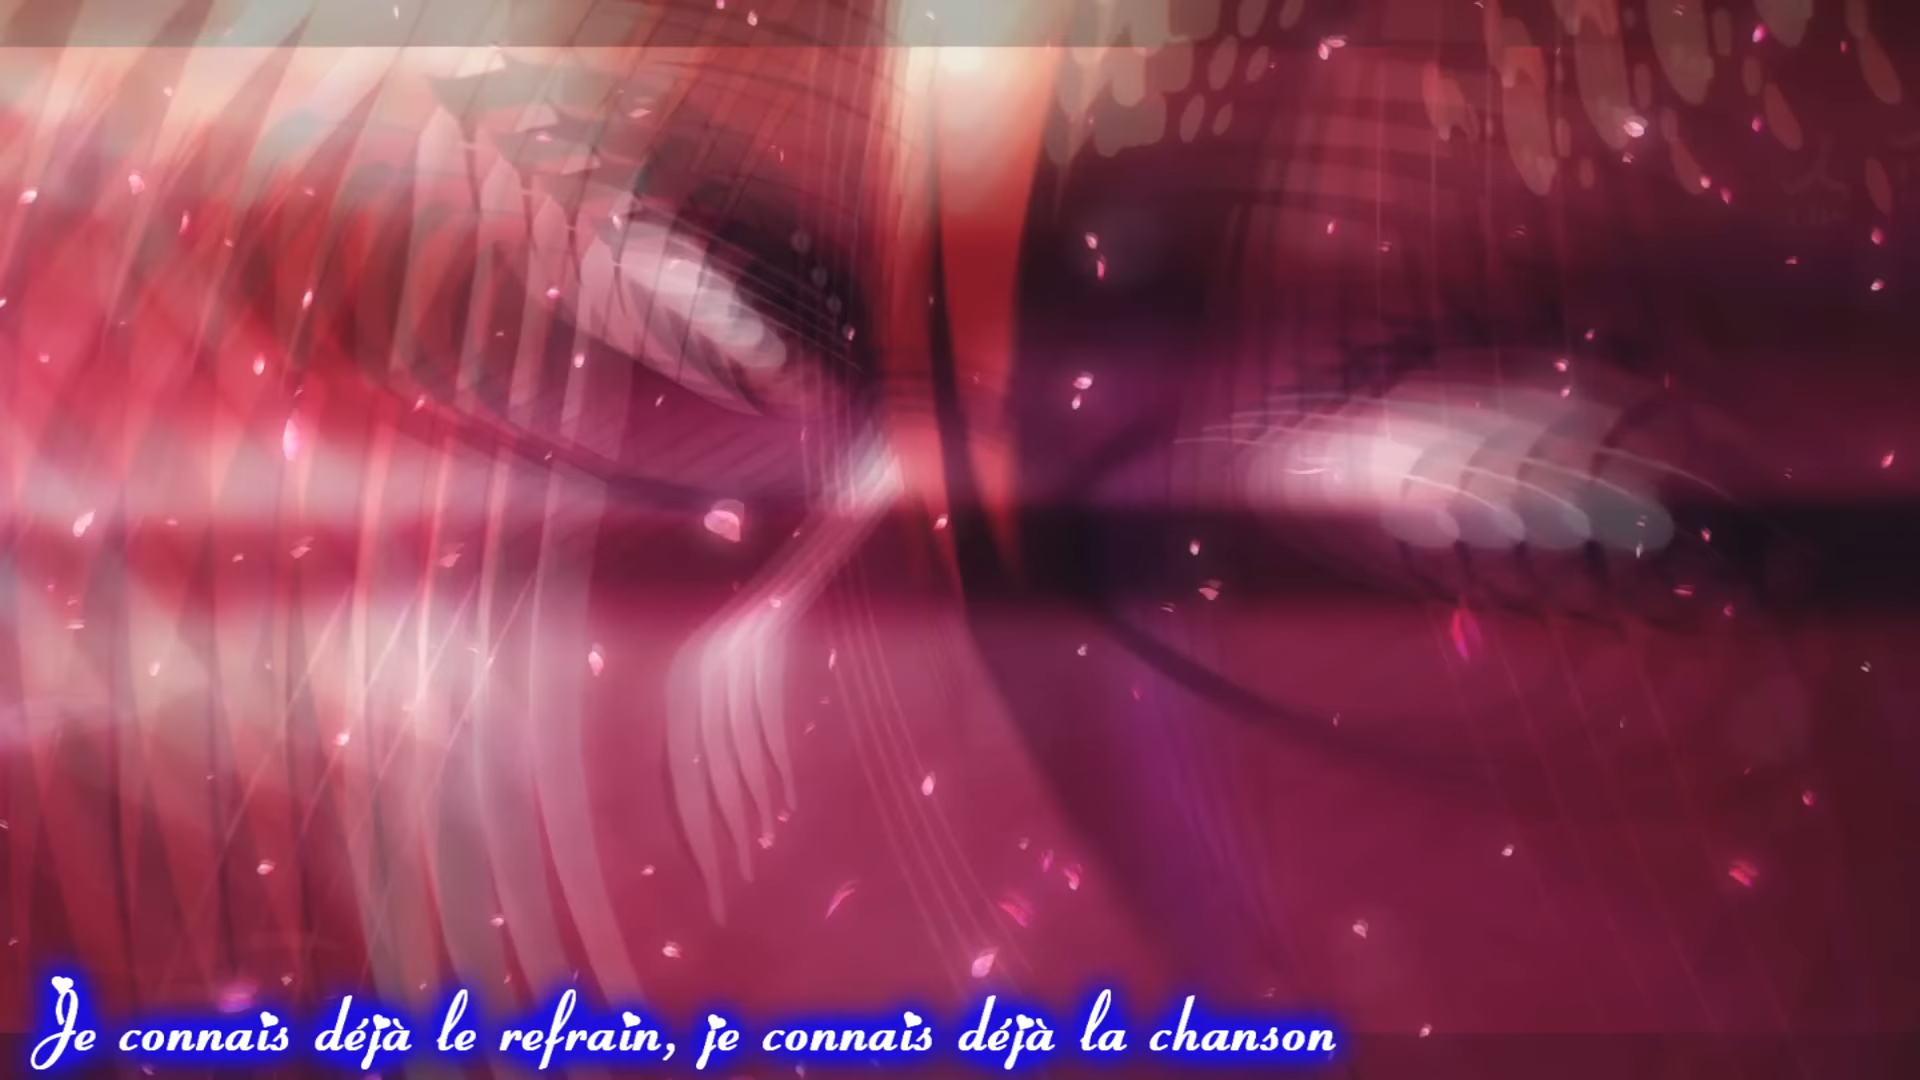 Je connais déjà le refrain, je connais déjà la chanson